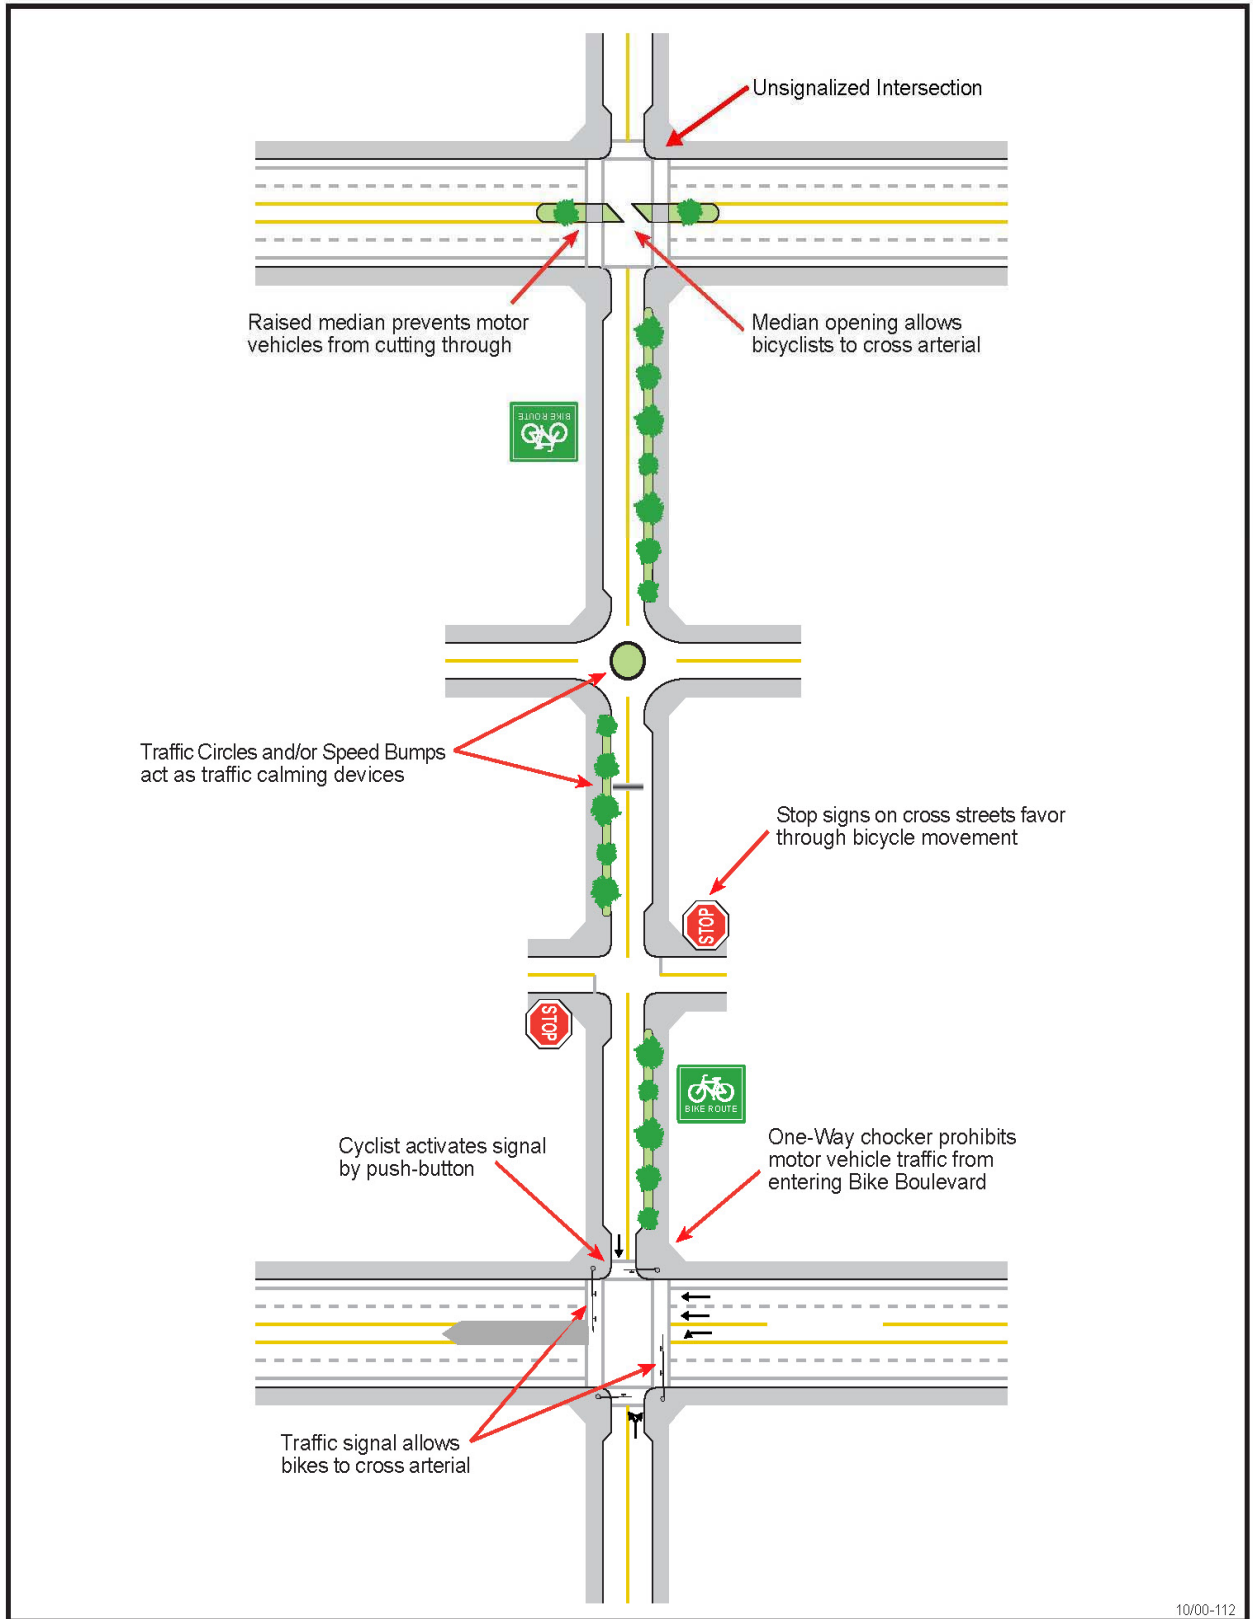 Unsignalized Intersection
Raised median prevents motor
vehicles from cutting through
Median opening allows
bicyclists to cross arterial
BIKE ROUTE
Traffic Circles and/or Speed Bumps
act as traffic calming devices
Stop signs on cross streets favor
through bicycle movement
STOP
STOP
BIKE ROUTE
Cyclist activates signal
by push-button
One-Way chocker prohibits
motor vehicle traffic from
entering Bike Boulevard
Traffic signal allows
bikes to cross arterial
10/00-112